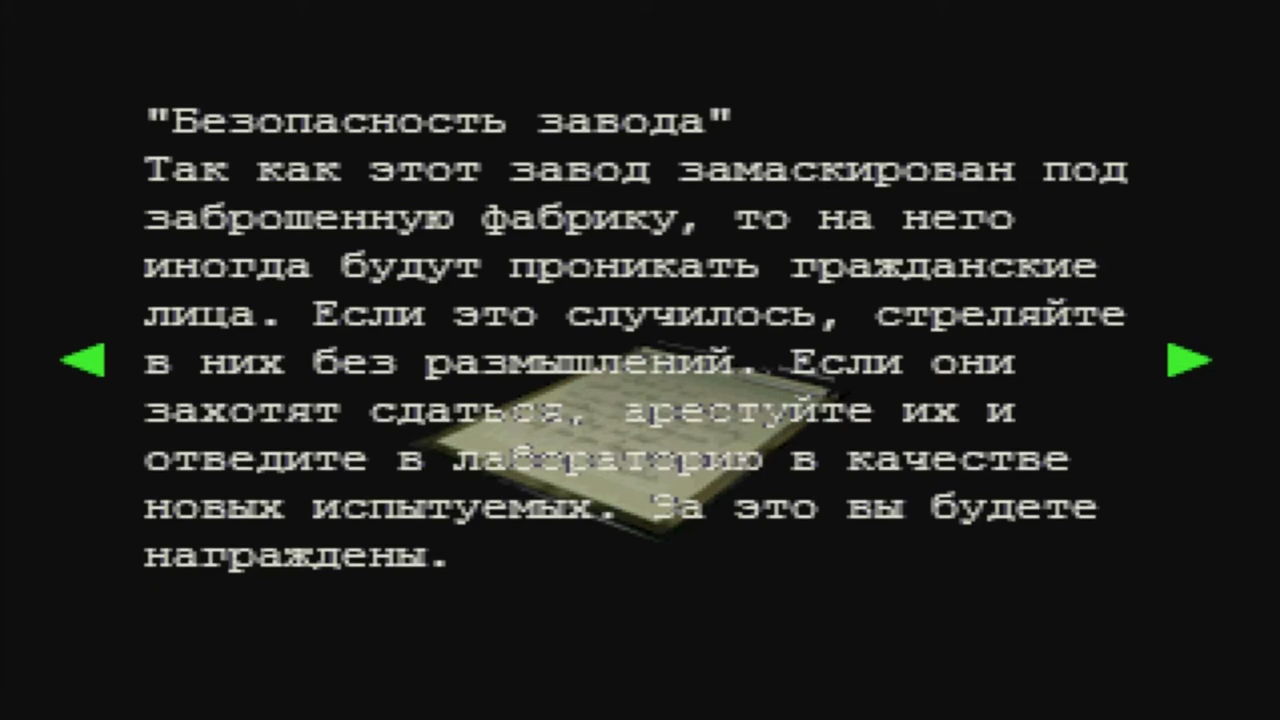 "Безопасность завода"
Так как этот завод замаскирован под
заброшенную фабрику, то на него
иногда будут проникать гражданские
лица. Если это случилось, стреляйте
в них без размышлений. Если они
захотят сдаться, арестуйте их и
отведите в лабораторию в качестве
новых испытуемых. За это вы будете
награждены.